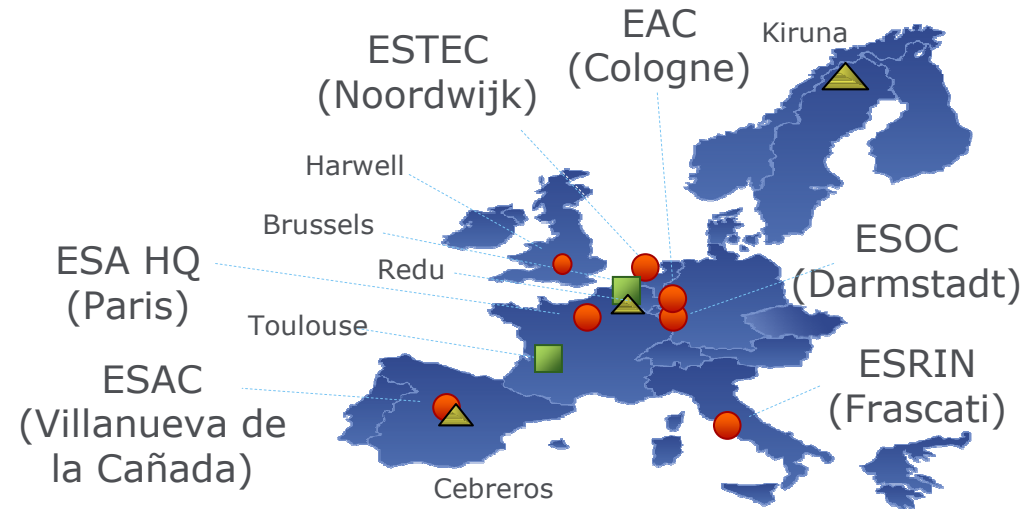 EAC
(Cologne)
Kiruna
ESTEC
(Noordwijk)
Harwell
Brussels
ESA HQ
(Paris)
Redu
ESOC
(Darmstadt)
Toulouse
ESAC
(Villanueva de
la Cañada)
ESRIN
(Frascati)
Cebreros